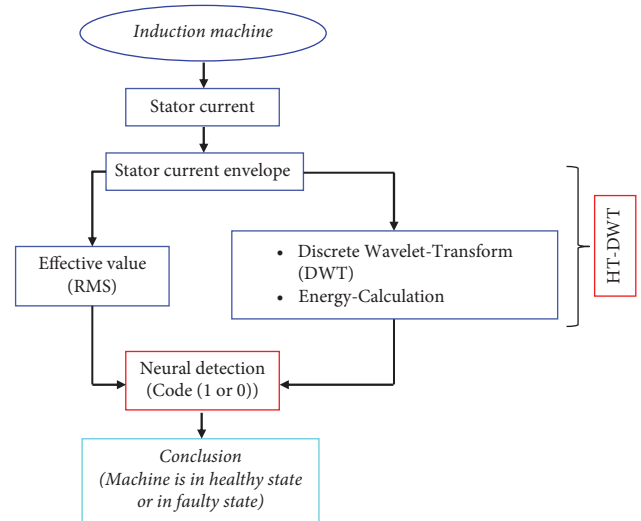 Induction machine
Stator current
Stator current envelope
Effective value
(RMS)
• Discrete Wavelet-Transform
(DWT)
• Energy-Calculation
HT-DWT
Neural detection
(Code (1 or 0))
Conclusion
(Machine is in healthy state
or in faulty state)